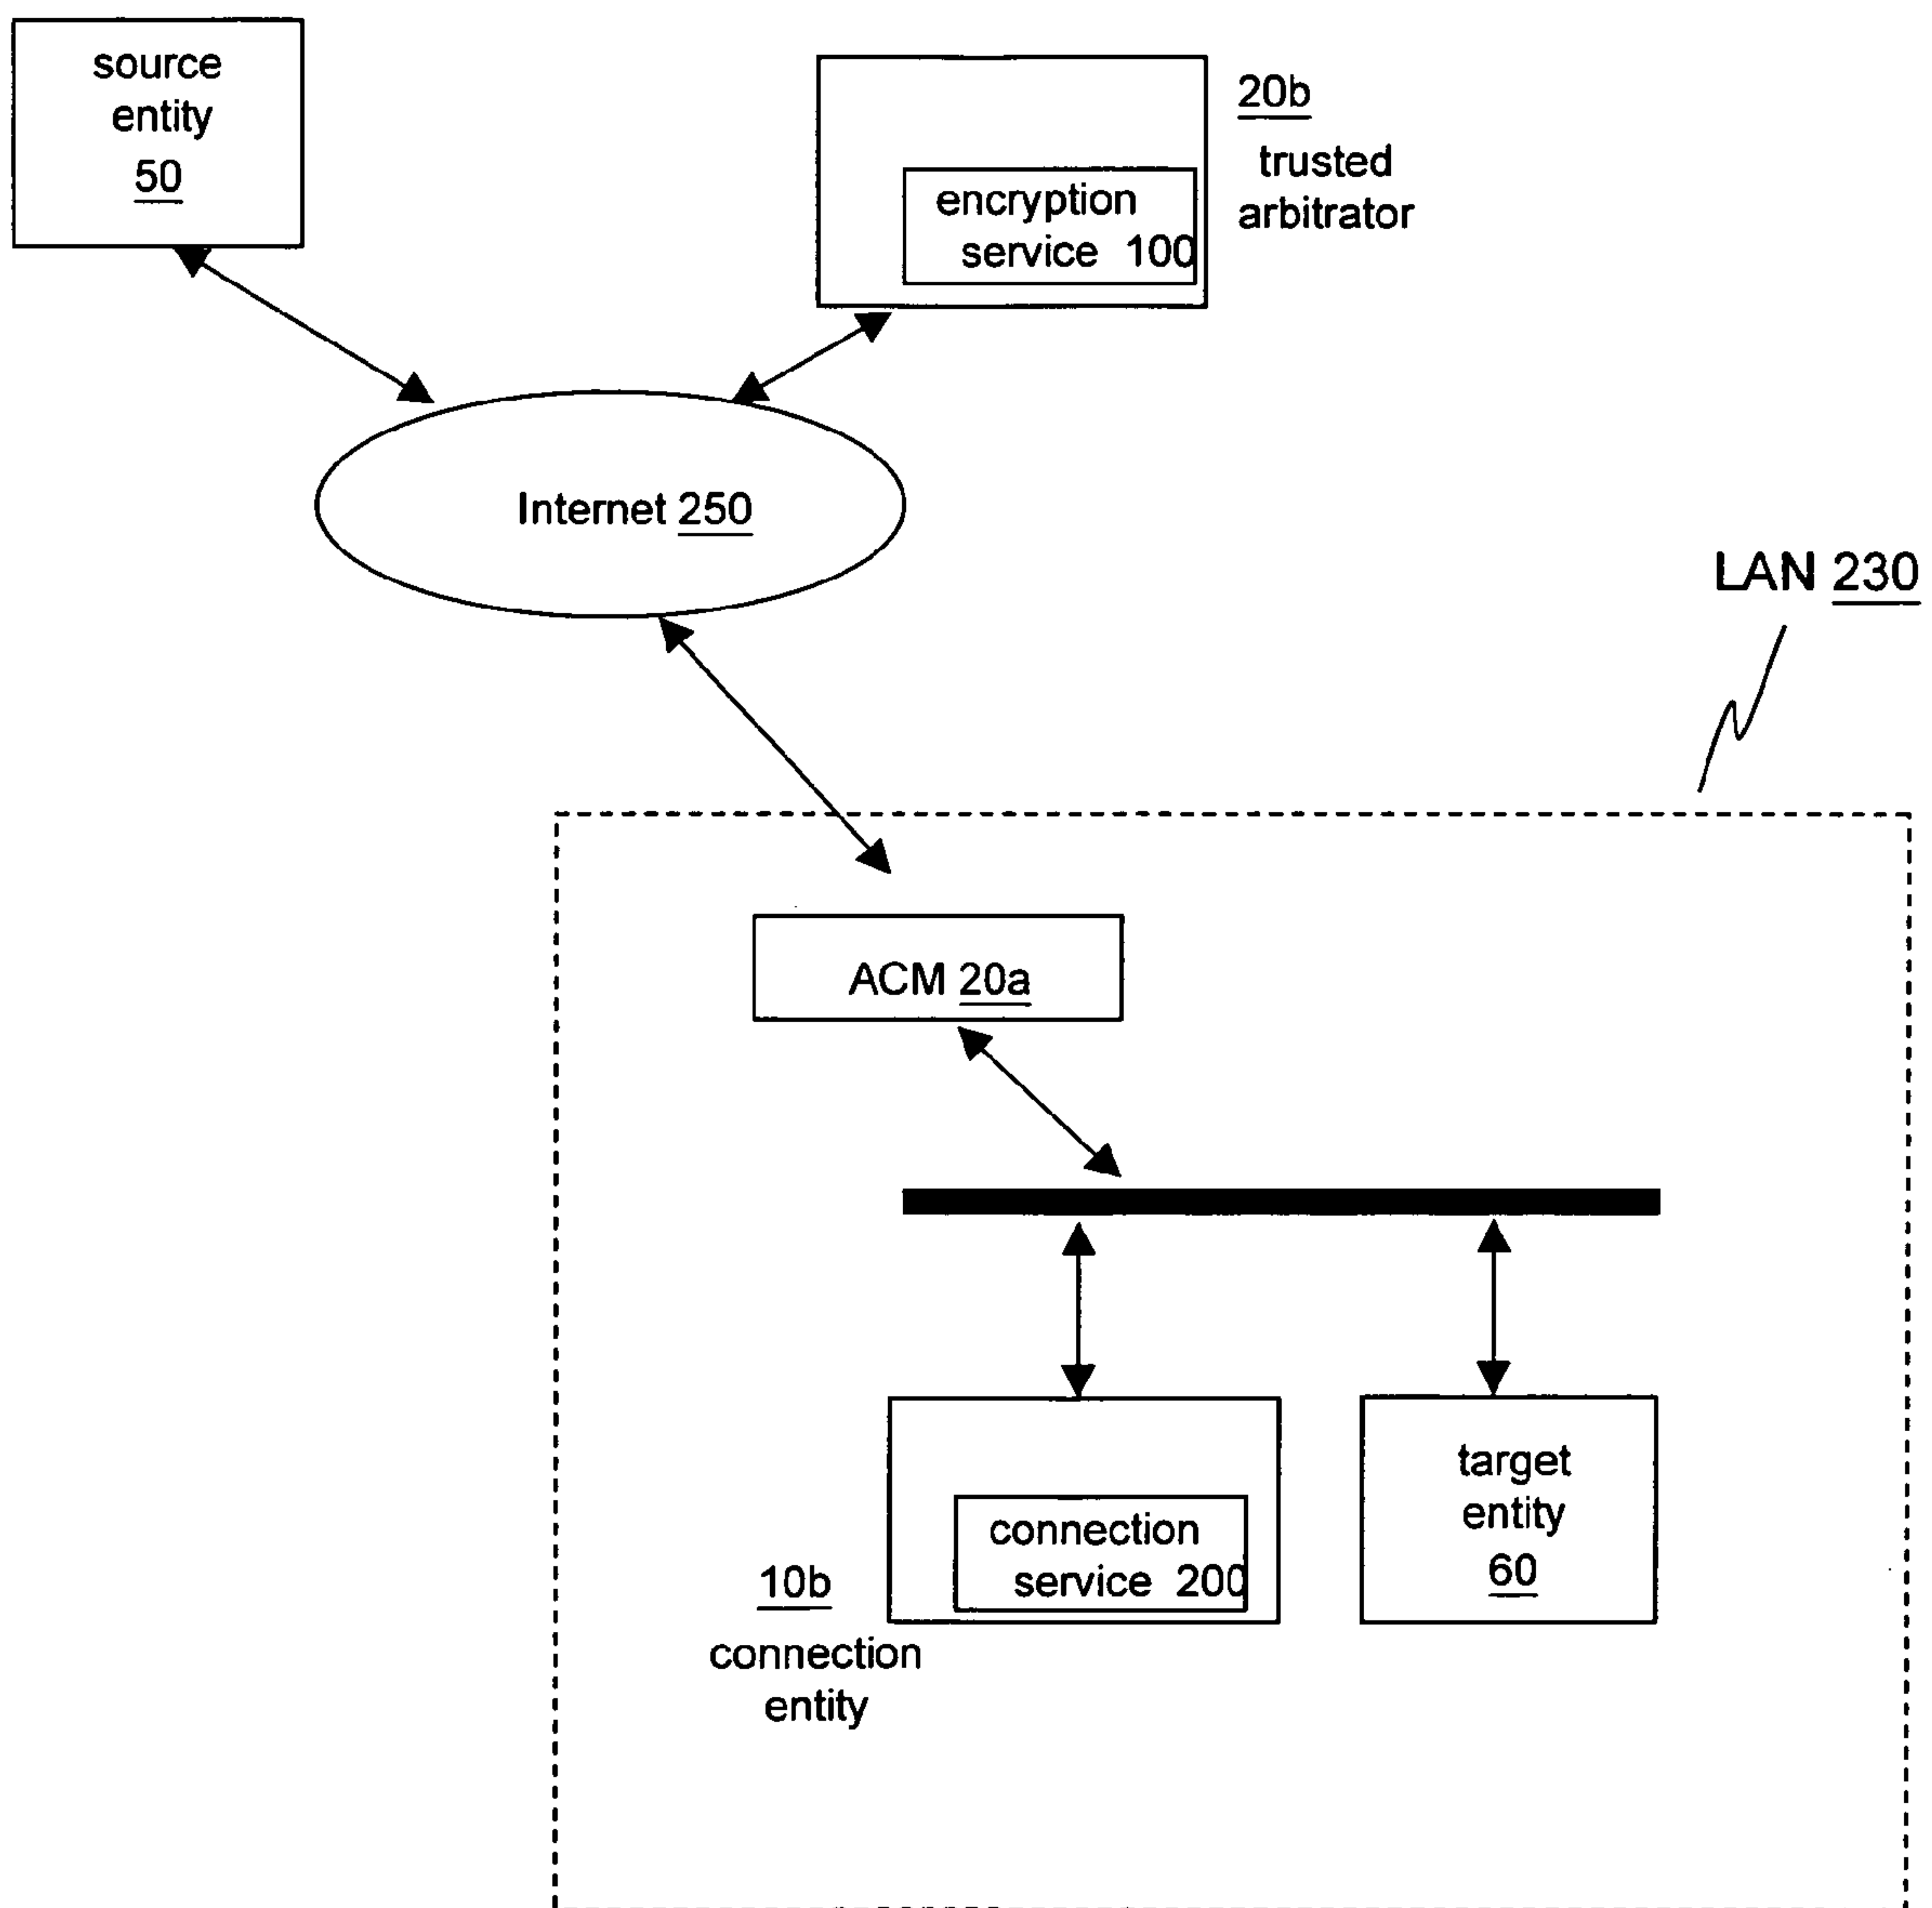 source
entity
50
20b
trusted
arbitrator
encryption
service 100
Internet 250
LAN 230
ACM 20a
connection
service 200
10b
connection
entity
target
entity
60